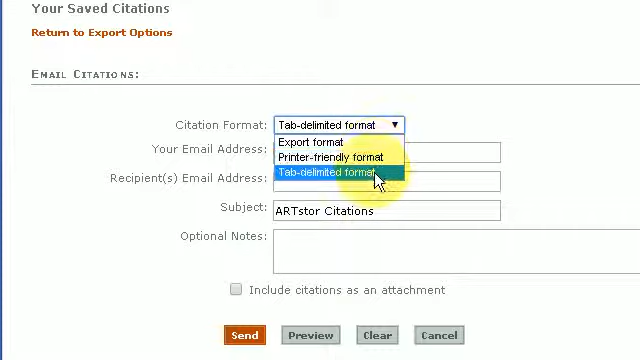 Your Saved Citations
Return to Export Options
EMAIL CITATIONS:
Citation Format: Tab-delimited format
Export format
Your Email Address:
Printer-friendly format
Tab-delimited format
Recipient(s) Email Address:
Subject: ARTstor Citations
Optional Notes:
Include citations as an attachment
Send Preview Clear Cancel